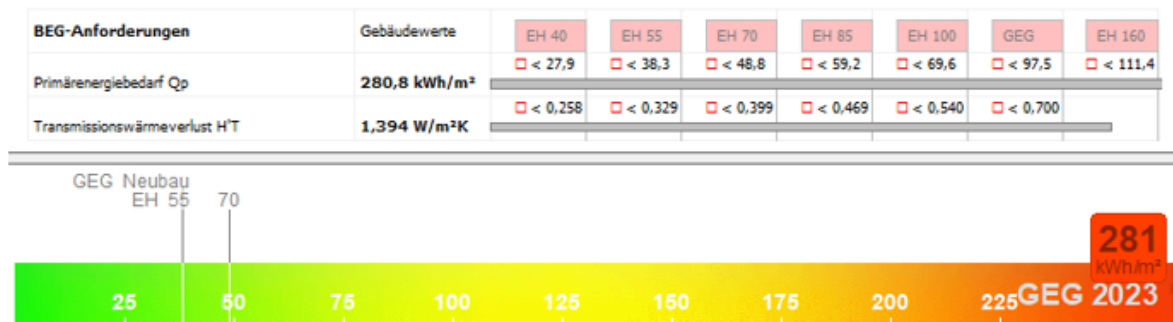 BEG-Anforderungen Gebäudewerte EH 40 EH 55 EH 70 EH 85 EH 100 GEG EH 160
< 27,9 < 38,3 < 48,8 < 59,2 < 69,6 < 97,5 < 111,4
Primärenergiebedarf Qp 280,8 kWh/m²
< 0,258 < 0,329 < 0,399 < 0,469 < 0,540 < 0,700
Transmissionswärmeverlust H'T 1,394 W/m²K
GEG Neubau
EH 55 70
281
kWh/m²
25 50 75 100 125 150 175 200 225 GEG 2023